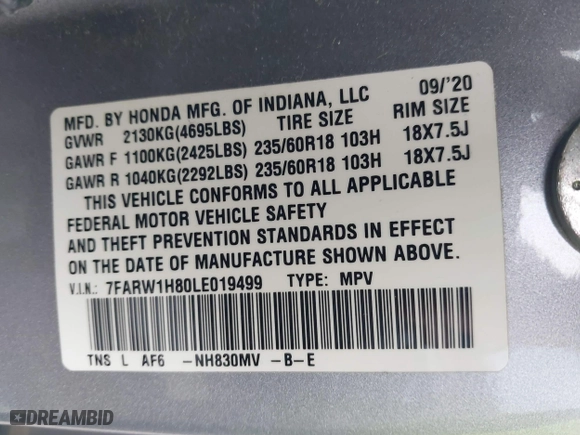 MFD. BY HONDA MFG. OF INDIANA, LLC 09/'20
GVWR 2130KG(4695LBS) TIRE SIZE RIM SIZE
GAWR F 1100KG(2425LBS) 235/60R18 103H 18X7.5J
GAWR R 1040KG(2292LBS) 235/60R18 103H 18X7.5J
THIS VEHICLE CONFORMS TO ALL APPLICABLE
FEDERAL MOTOR VEHICLE SAFETY
AND THEFT PREVENTION STANDARDS IN EFFECT
ON THE DATE OF MANUFACTURE SHOWN ABOVE.
V.I.N.: 7FARW1H80LE019499 TYPE: MPV
TNS L AF6 -NH830MV -B-E
DREAMBID